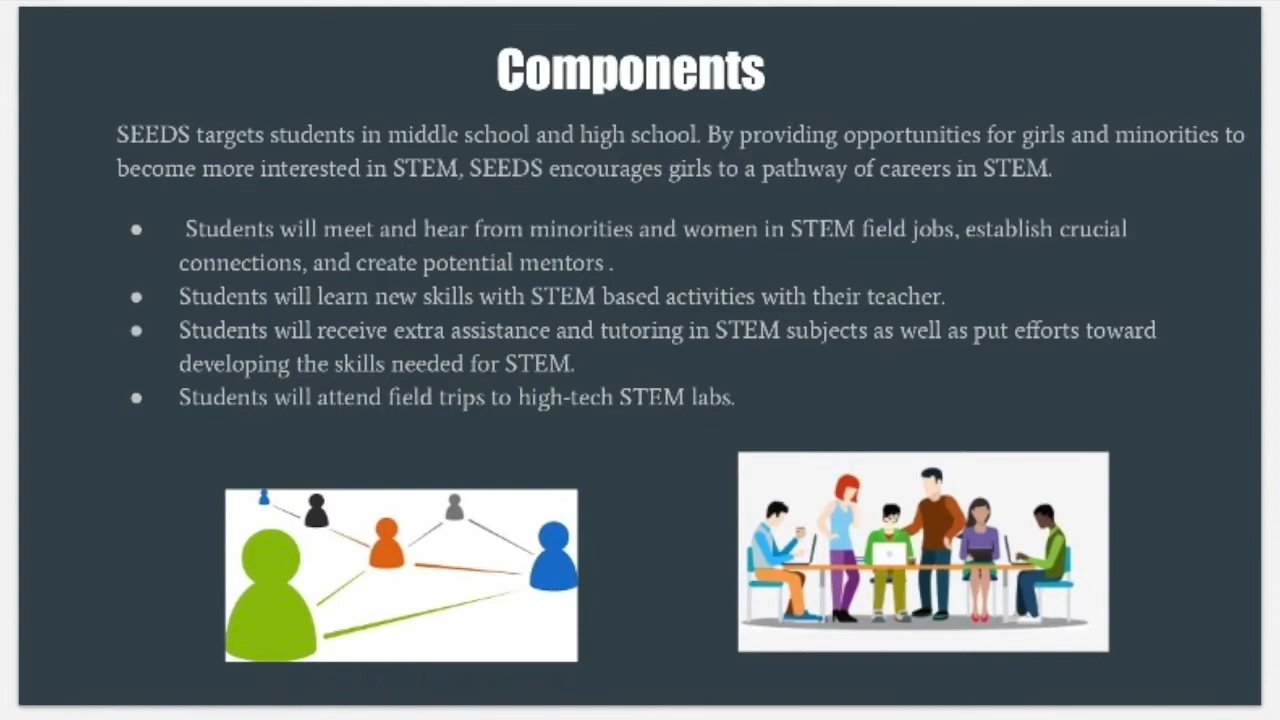 Components
SEEDS targets students in middle school and high school. By providing opportunities for girls and minorities to
become more interested in STEM, SEEDS encourages girls to a pathway of careers in STEM.
● Students will meet and hear from minorities and women in STEM field jobs, establish crucial
connections, and create potential mentors .
● Students will learn new skills with STEM based activities with their teacher.
● Students will receive extra assistance and tutoring in STEM subjects as well as put efforts toward
developing the skills needed for STEM.
● Students will attend field trips to high-tech STEM labs.